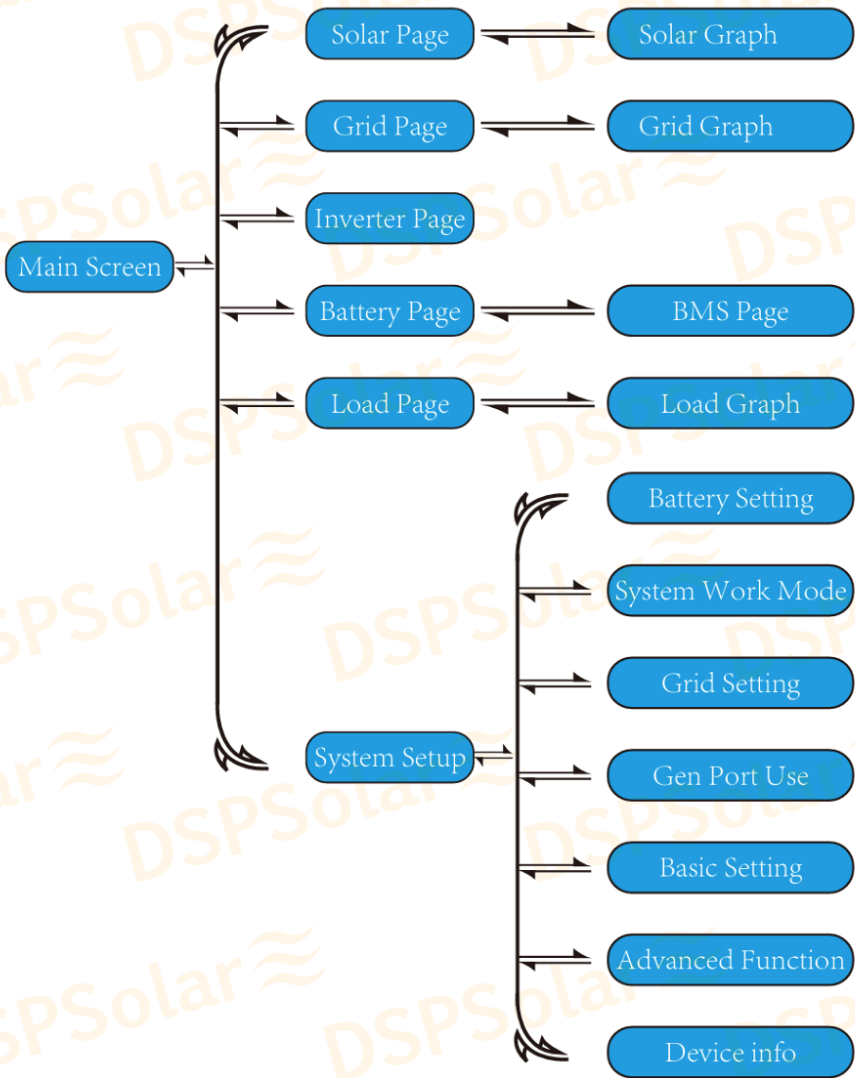 Solar Page
Solar Graph
Grid Page
Grid Graph
Inverter Page
Main Screen
Battery Page
BMS Page
Load Page
Load Graph
Battery Setting
System Work Mode
Grid Setting
System Setup
Gen Port Use
Basic Setting
Advanced Function
Device info
DSPSolar